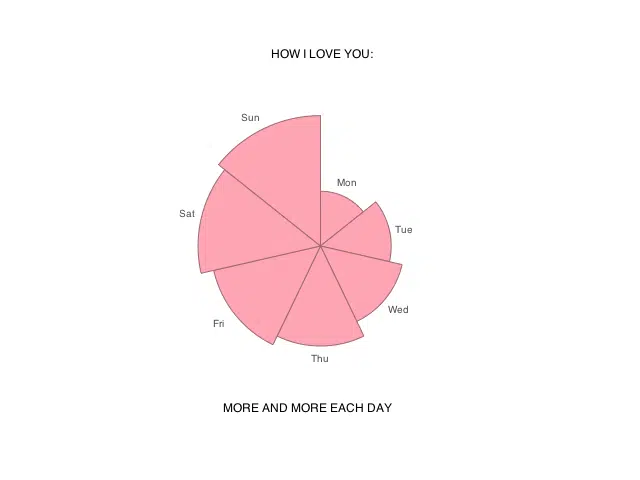 HOW I LOVE YOU:
Sun
Mon
Sat
Tue
Fri
Wed
Thu
MORE AND MORE EACH DAY